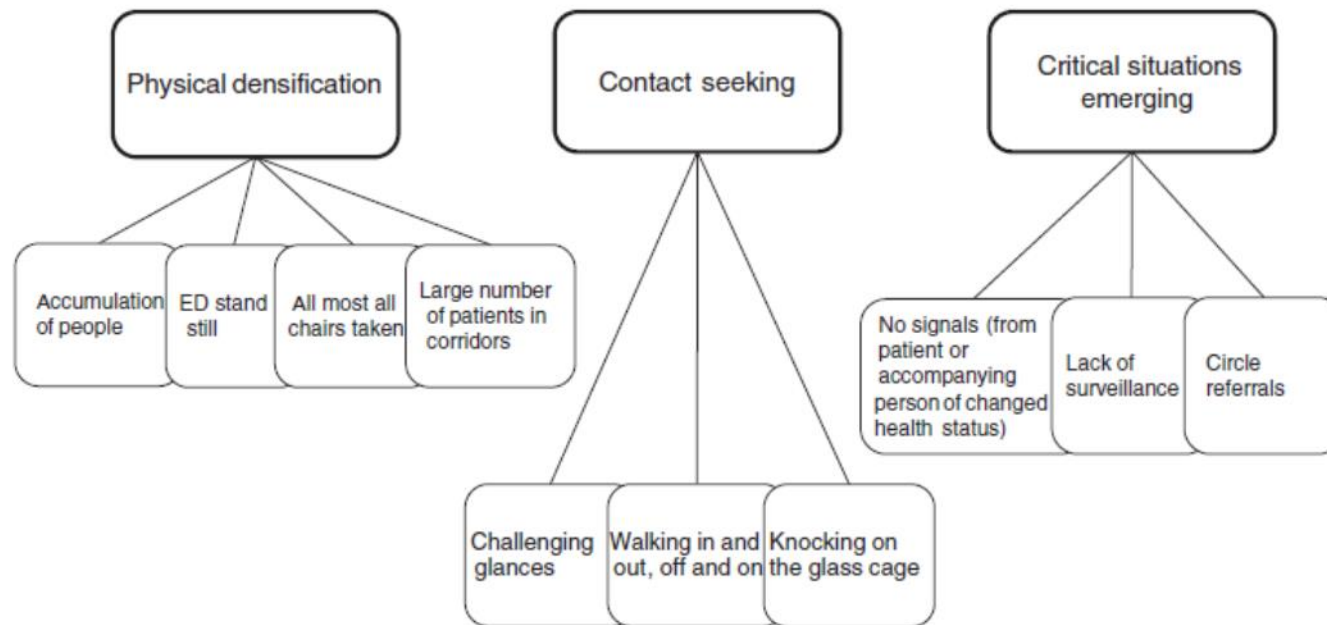 Physical densification
Contact seeking
Critical situations
emerging
Accumulation
of people
ED stand
still
All most all
chairs taken
Large number
of patients in
corridors
No signals (from
patient or
accompanying
person of changed
health status)
Lack of
surveillance
Circle
referrals
Challenging
glances
Walking in and
out, off and on
Knocking on
the glass cage